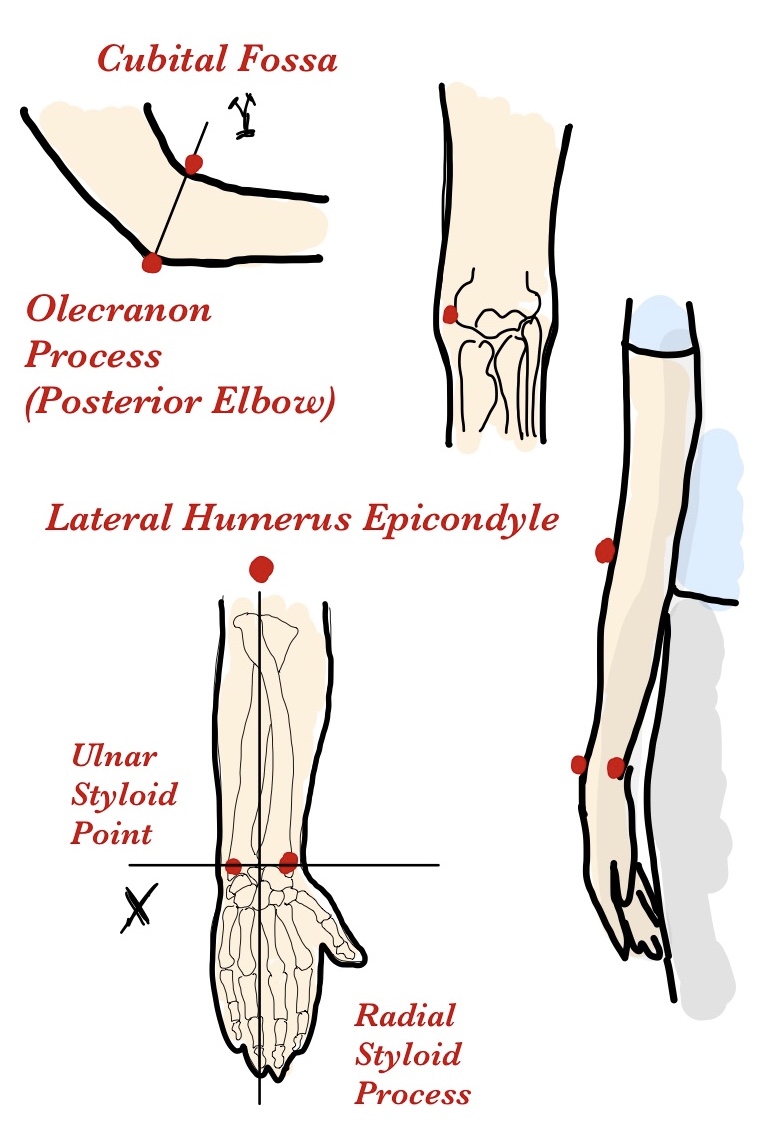 Cubital Fossa
Y
Olecranon
Process
(Posterior Elbow)
Lateral Humerus Epicondyle
Ulnar
Styloid
Point
X
Radial
Styloid
Process